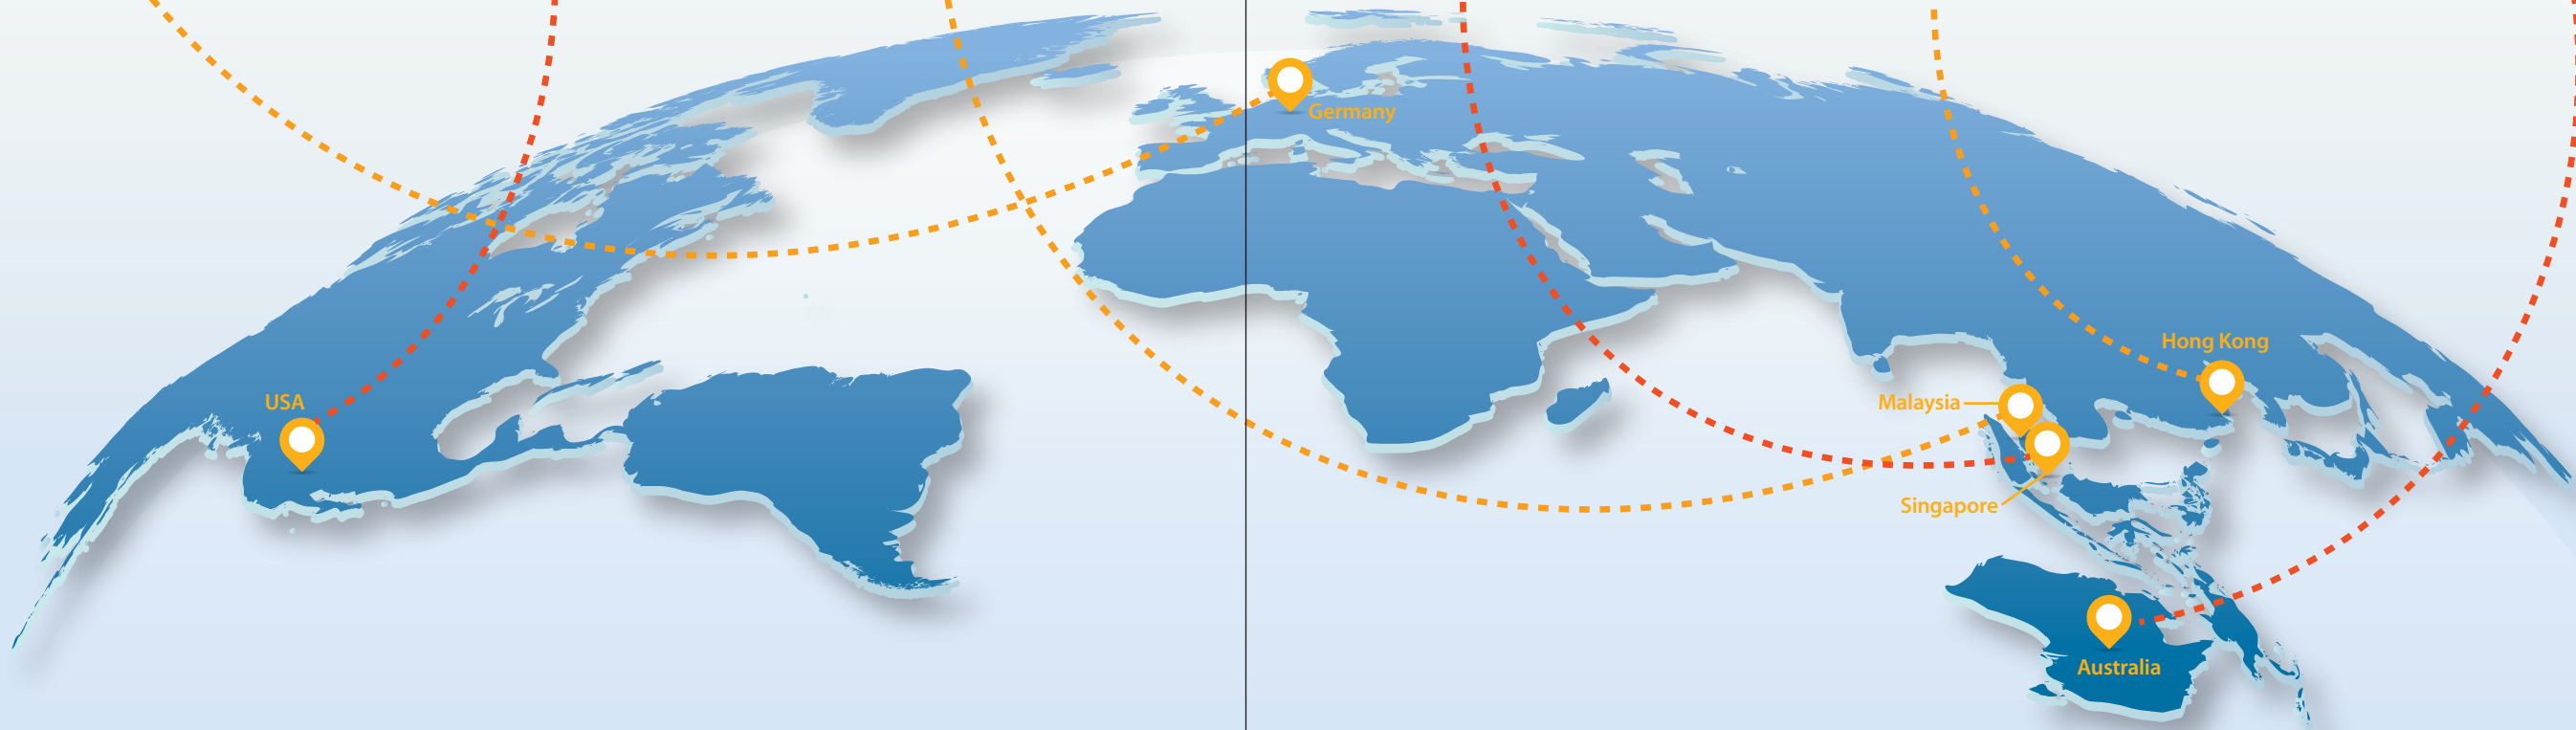 Germany
Hong Kong
USA
Malaysia
Singapore
Australia